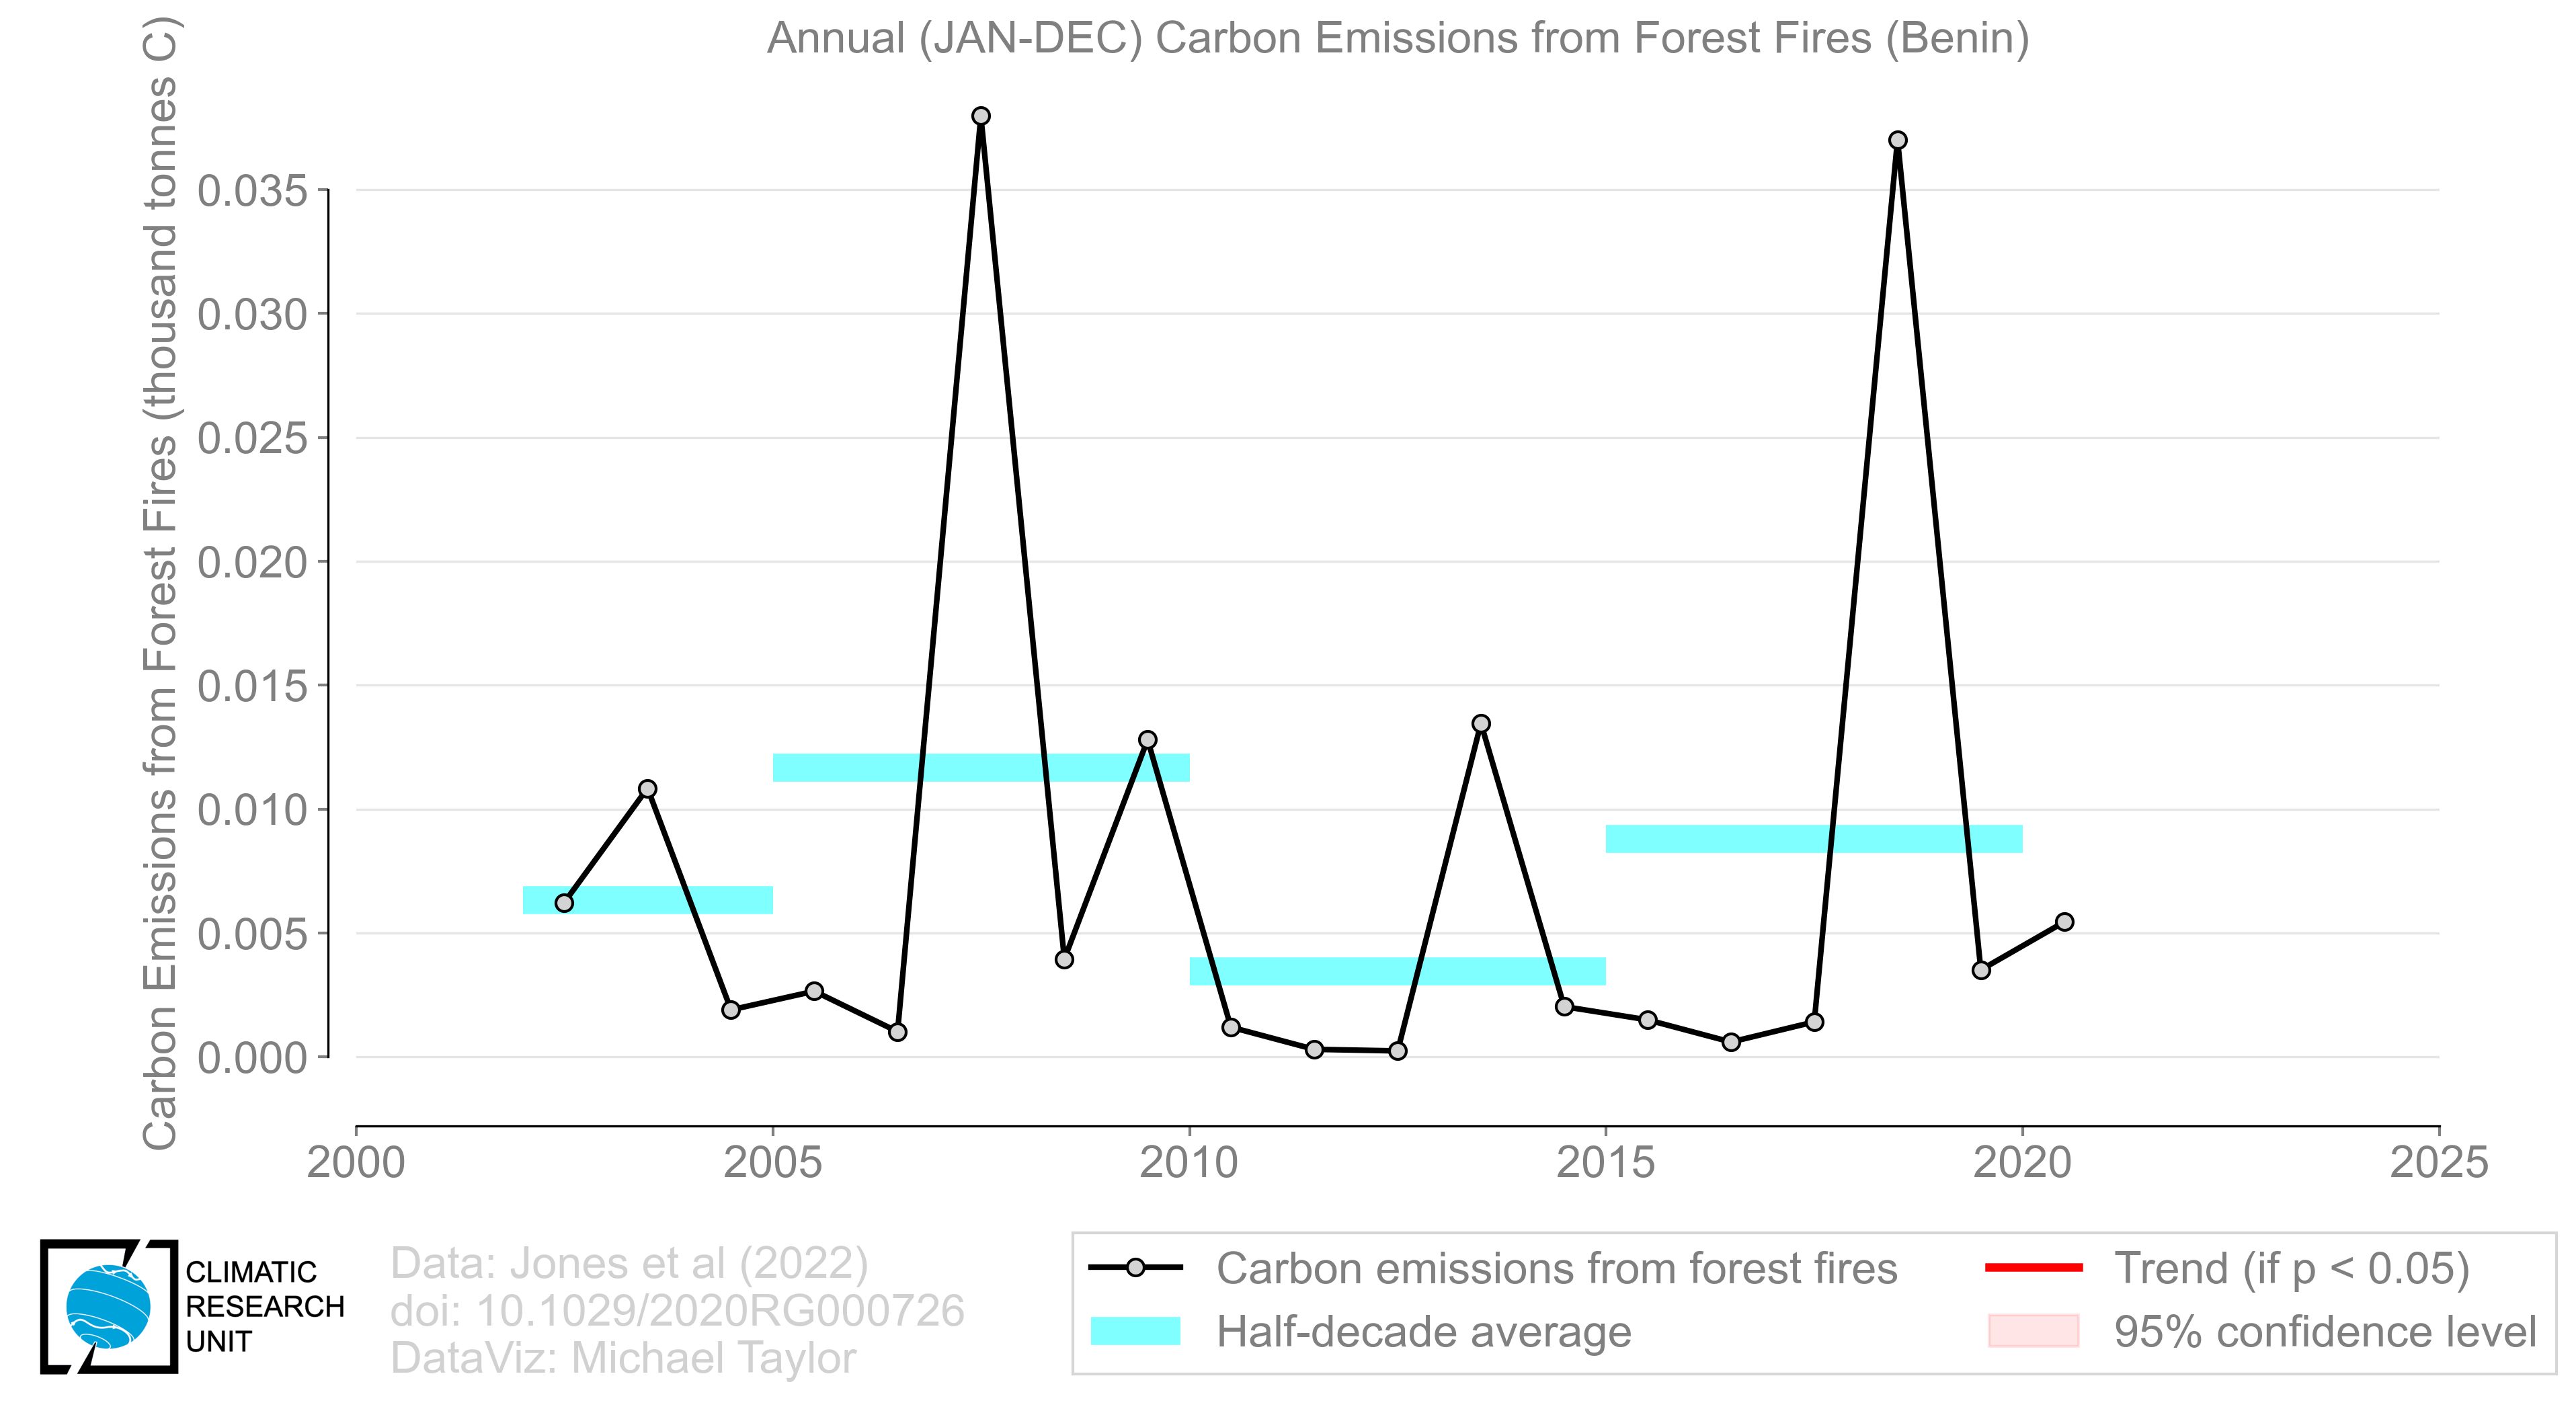 Annual (JAN-DEC) Carbon Emissions from Forest Fires (Benin)
Carbon Emissions from Forest Fires (thousand tonnes C)
0.035
0.030
0.025
0.020
0.015
0.010
0.005
0.000
2000 2005 2010 2015 2020 2025
CLIMATIC
RESEARCH
UNIT
Data: Jones et al (2022)
doi: 10.1029/2020RG000726
DataViz: Michael Taylor
Carbon emissions from forest fires
Half-decade average
Trend (if p < 0.05)
95% confidence level